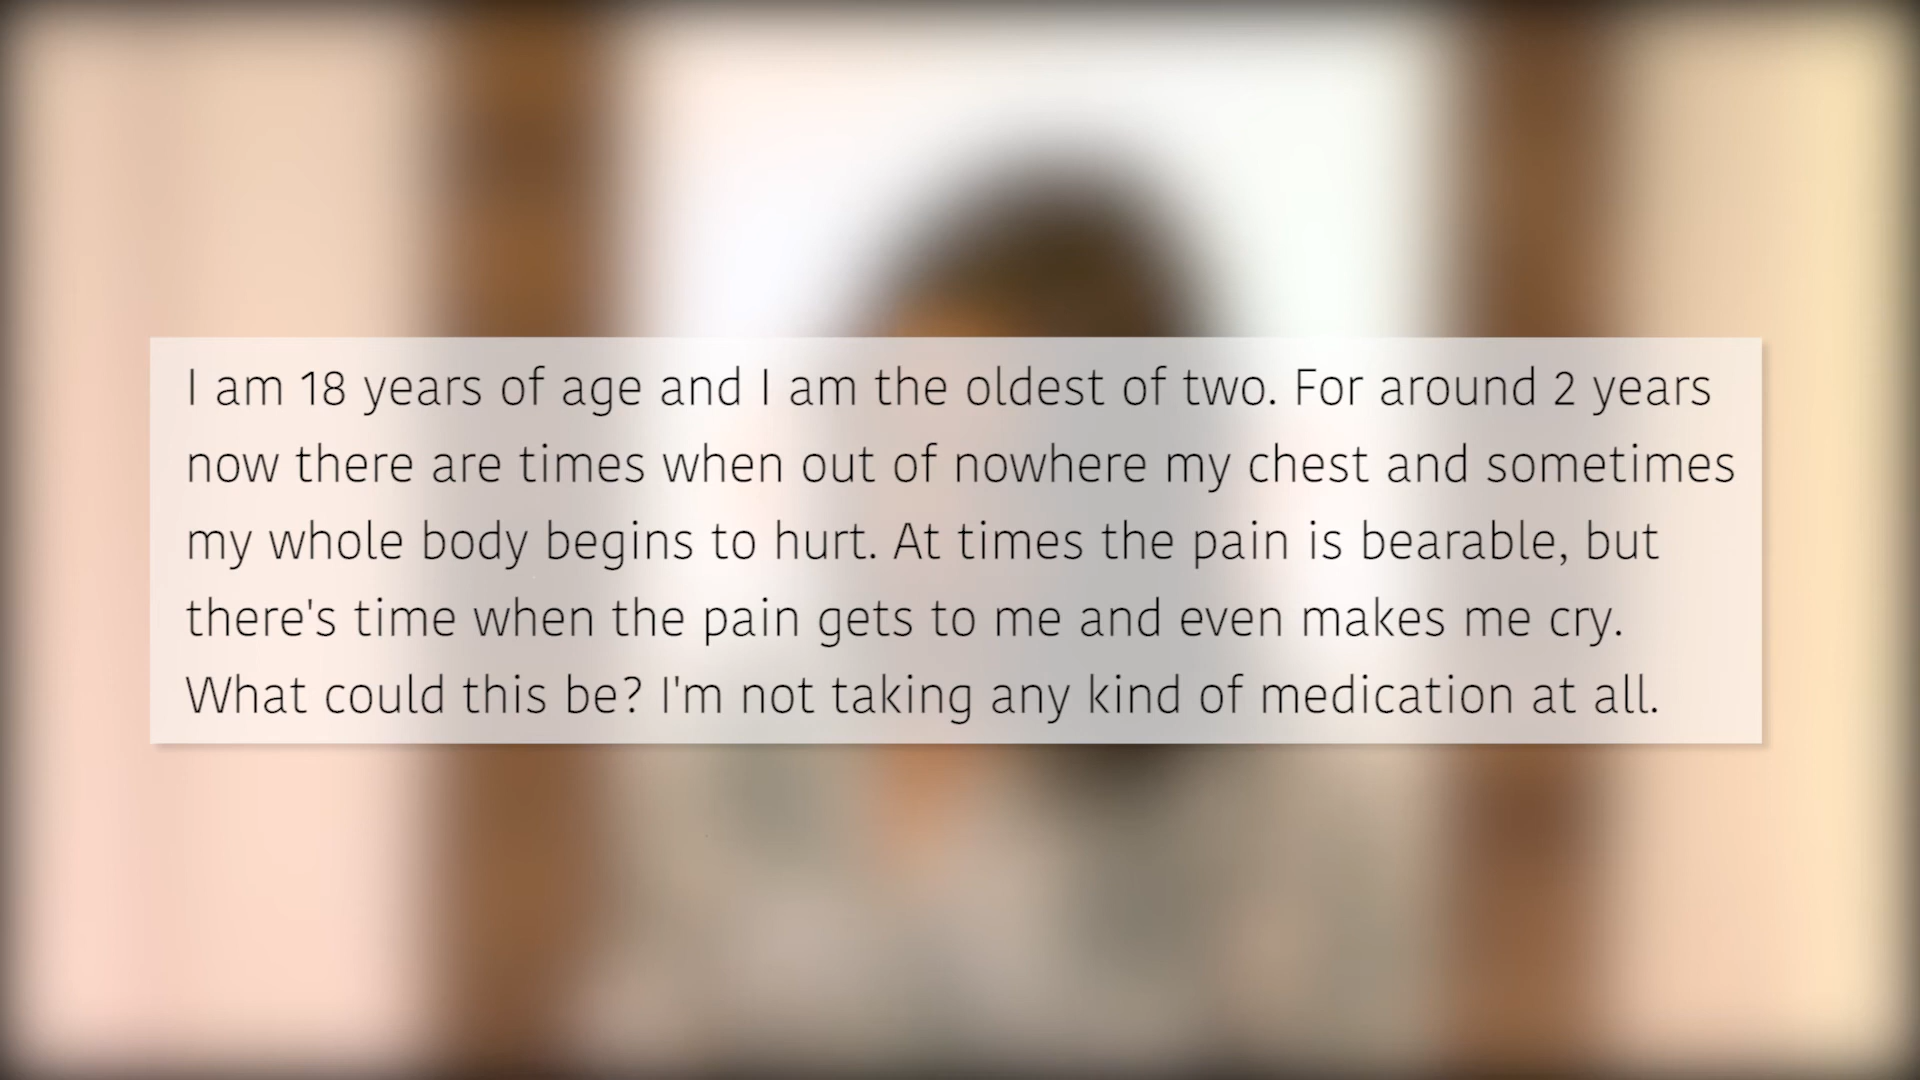 I am 18 years of age and I am the oldest of two. For around 2 years
now there are times when out of nowhere my chest and sometimes
my whole body begins to hurt. At times the pain is bearable, but
there's time when the pain gets to me and even makes me cry.
What could this be? I'm not taking any kind of medication at all.